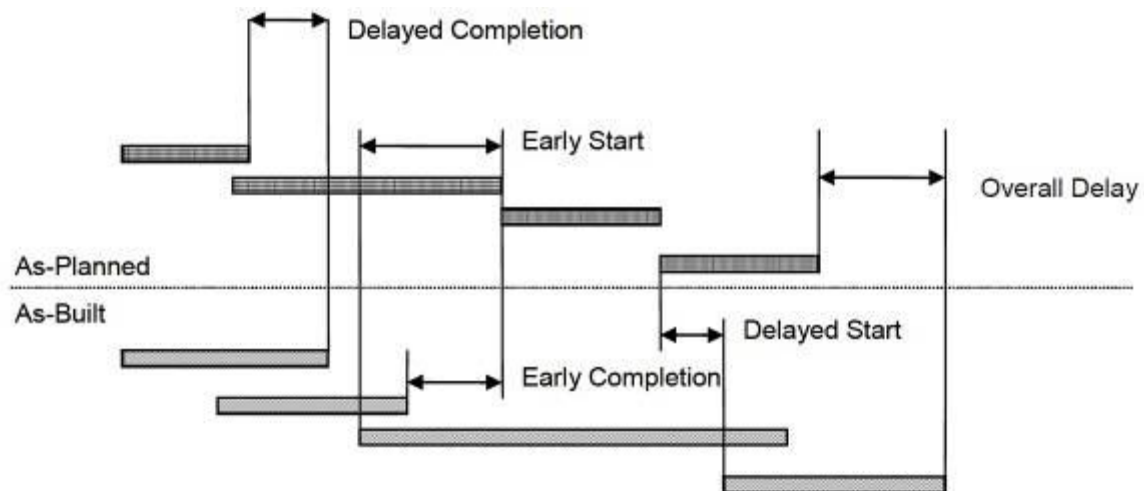 Delayed Completion
Early Start
Overall Delay
As-Planned
As-Built
Delayed Start
Early Completion